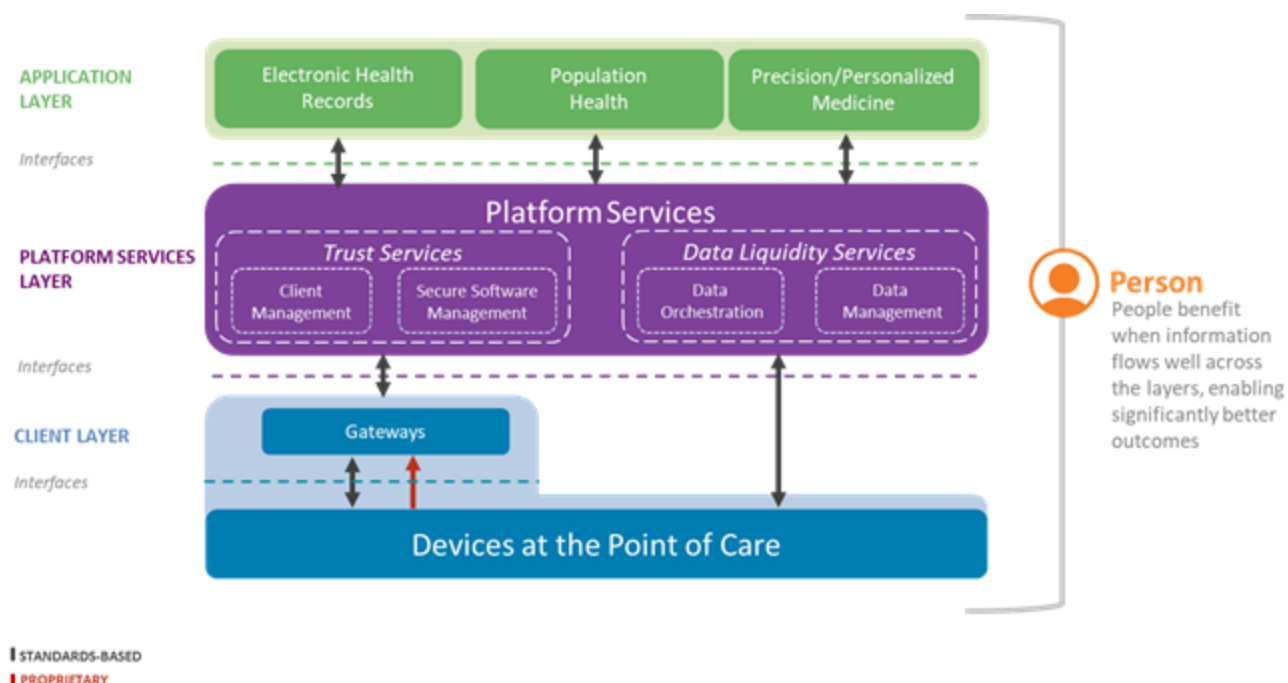 APPLICATION
LAYER
Electronic Health
Records
Population
Health
Precision/Personalized
Medicine
Interfaces
Platform Services
PLATFORM SERVICES
LAYER
Trust Services
Client
Management
Secure Software
Management
Data Liquidity Services
Data
Orchestration
Data
Management
Interfaces
CLIENT LAYER
Gateways
Interfaces
Devices at the Point of Care
Person
People benefit
when information
flows well across
the layers, enabling
significantly better
outcomes
STANDARDS-BASED
PROPRIETARY